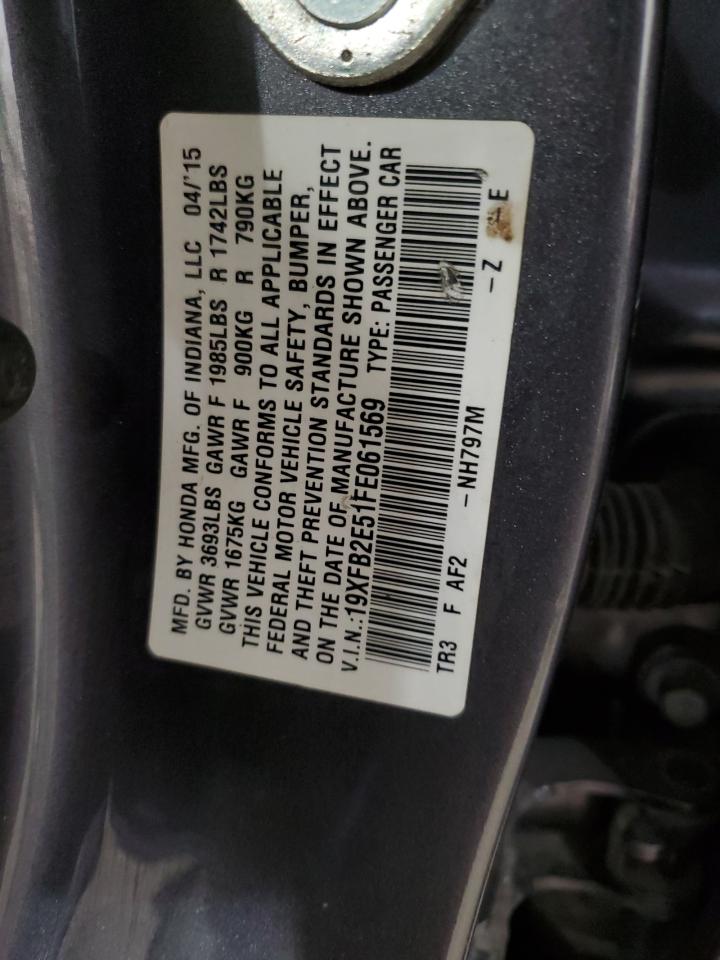 MFD. BY HONDA MFG. OF INDIANA, LLC 04/'15
GVWR 3693LBS GAWR F 1985LBS R 1742LBS
GVWR 1675KG GAWR F 900KG R 790KG
THIS VEHICLE CONFORMS TO ALL APPLICABLE
FEDERAL MOTOR VEHICLE SAFETY, BUMPER,
AND THEFT PREVENTION STANDARDS IN EFFECT
ON THE DATE OF MANUFACTURE SHOWN ABOVE.
V.I.N.:19XFB2E51FE061569 TYPE: PASSENGER CAR
TR3 F AF2 -NH797M -Z E